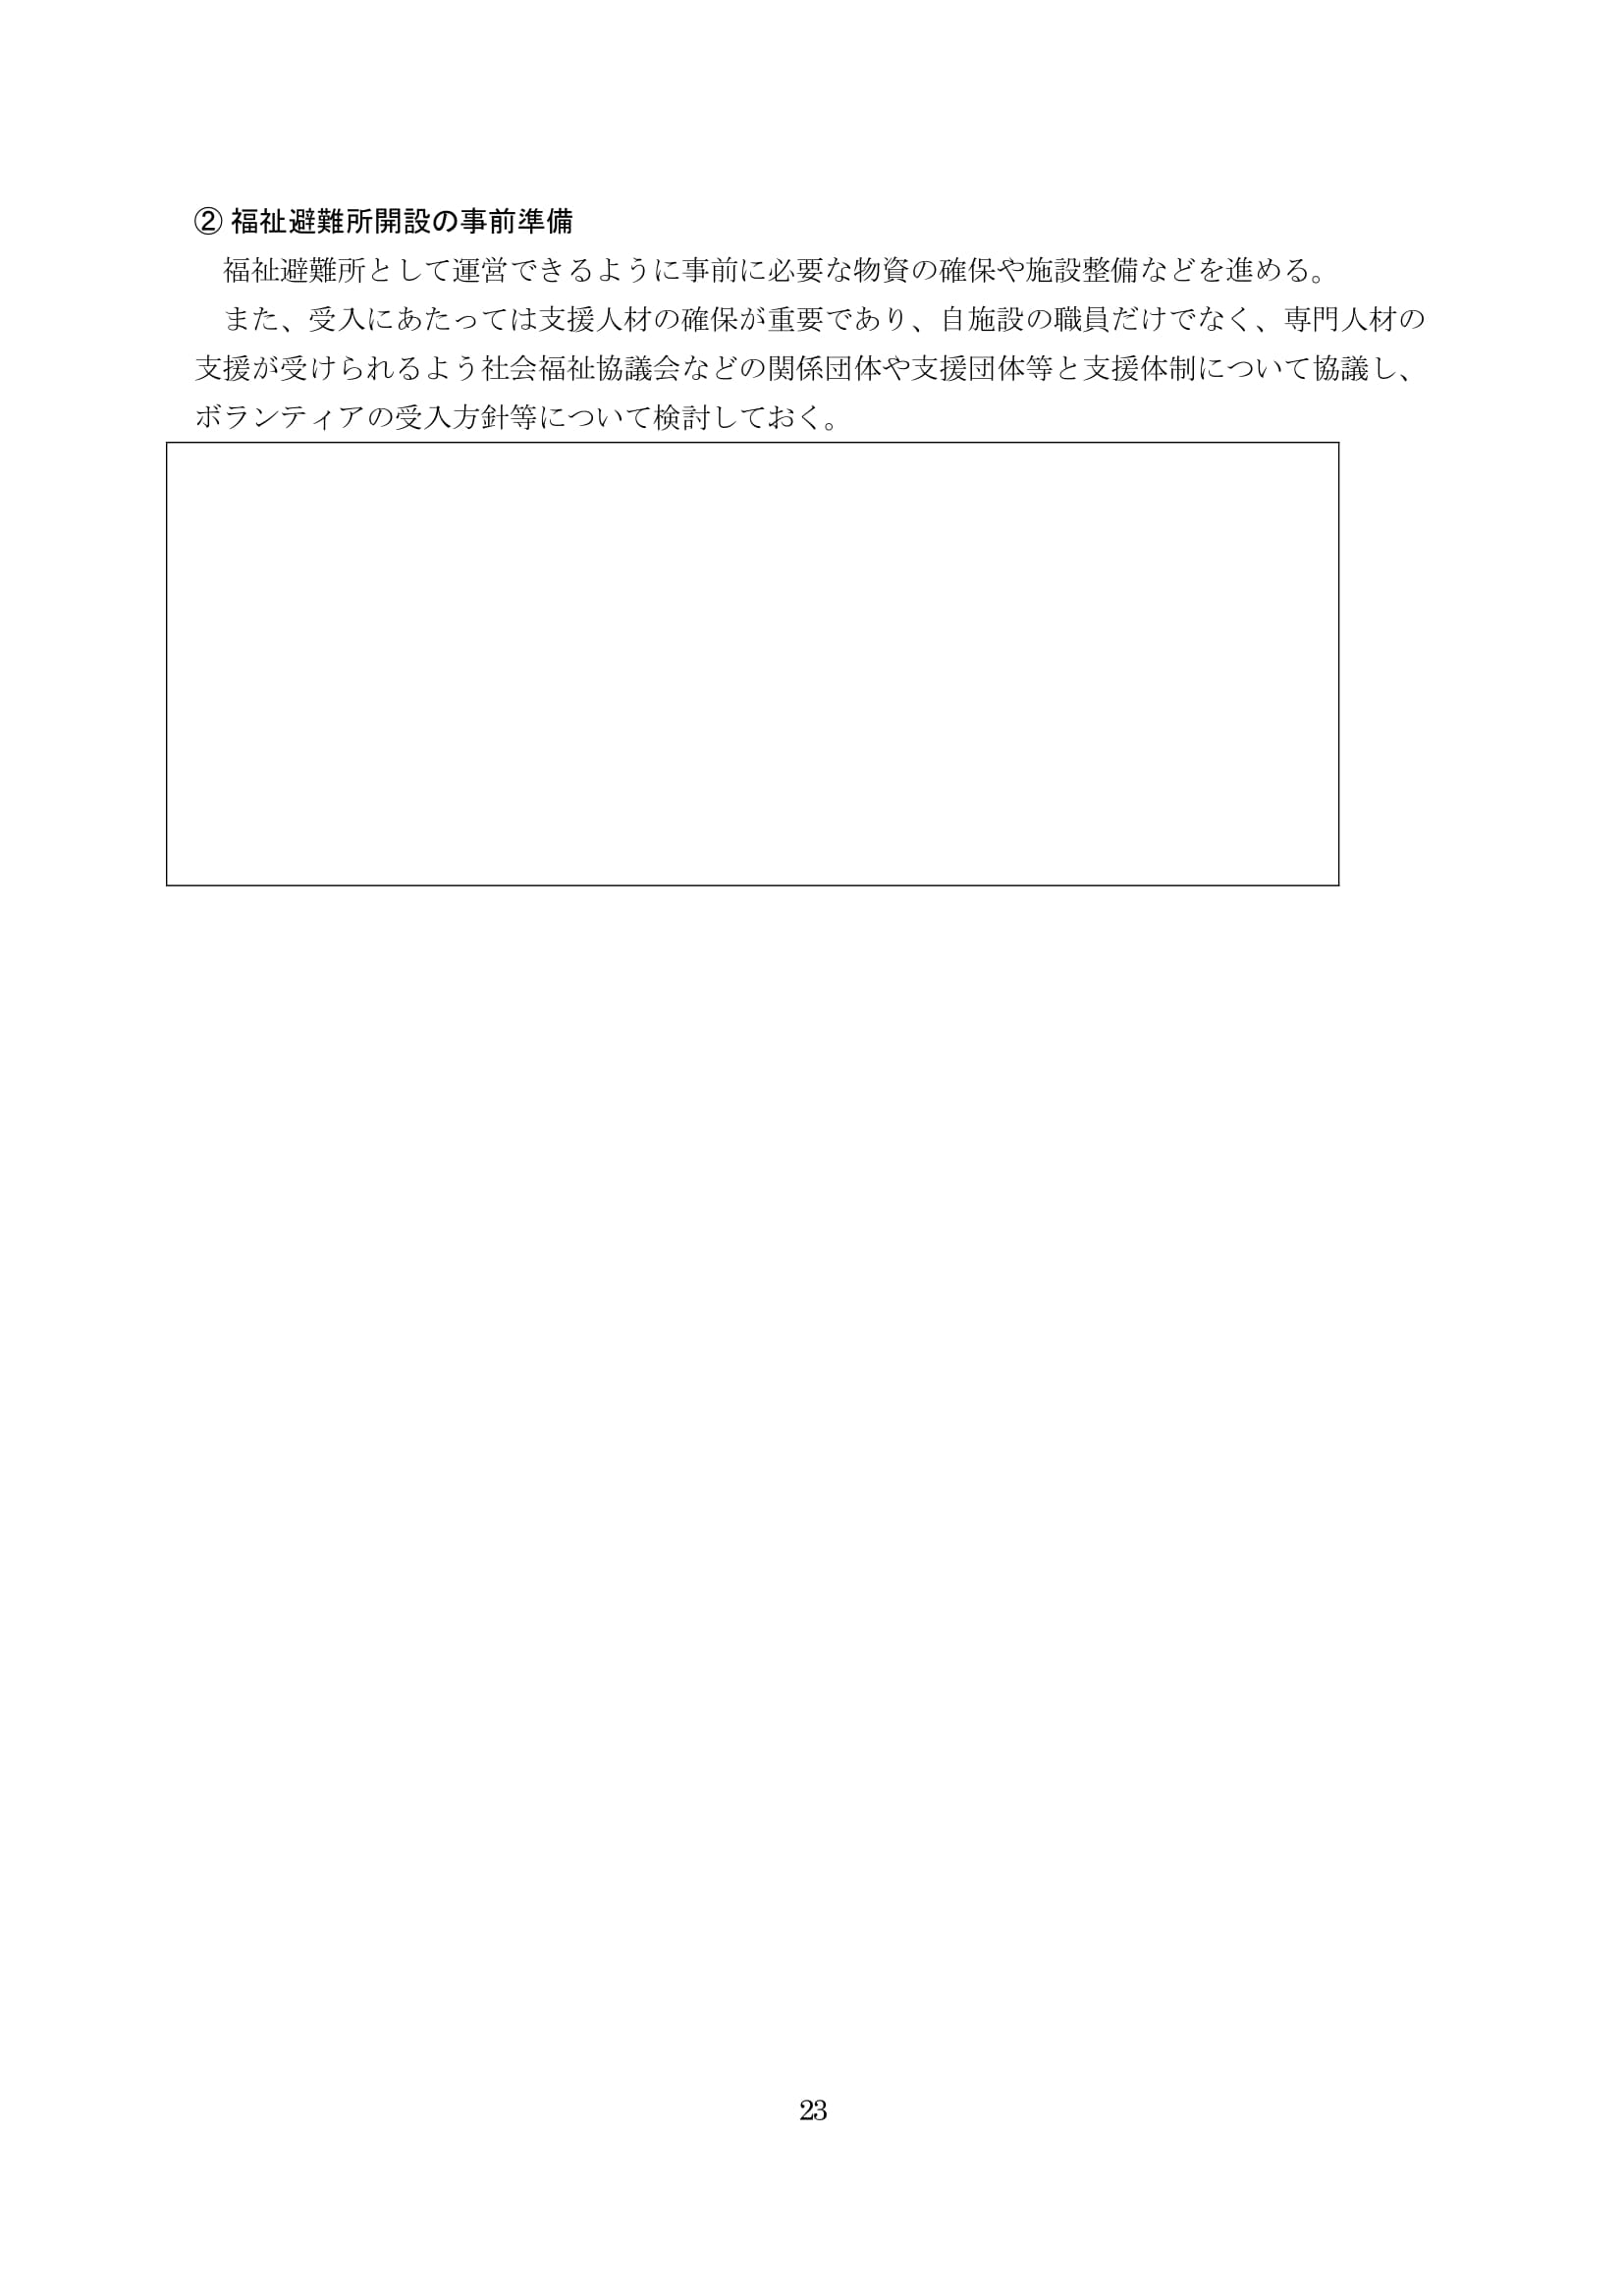 ② 福祉避難所開設の事前準備
　福祉避難所として運営できるように事前に必要な物資の確保や施設整備などを進める。
　また、受入にあたっては支援人材の確保が重要であり、自施設の職員だけでなく、専門人材の
支援が受けられるよう社会福祉協議会などの関係団体や支援団体等と支援体制について協議し、
ボランティアの受入方針等について検討しておく。
23